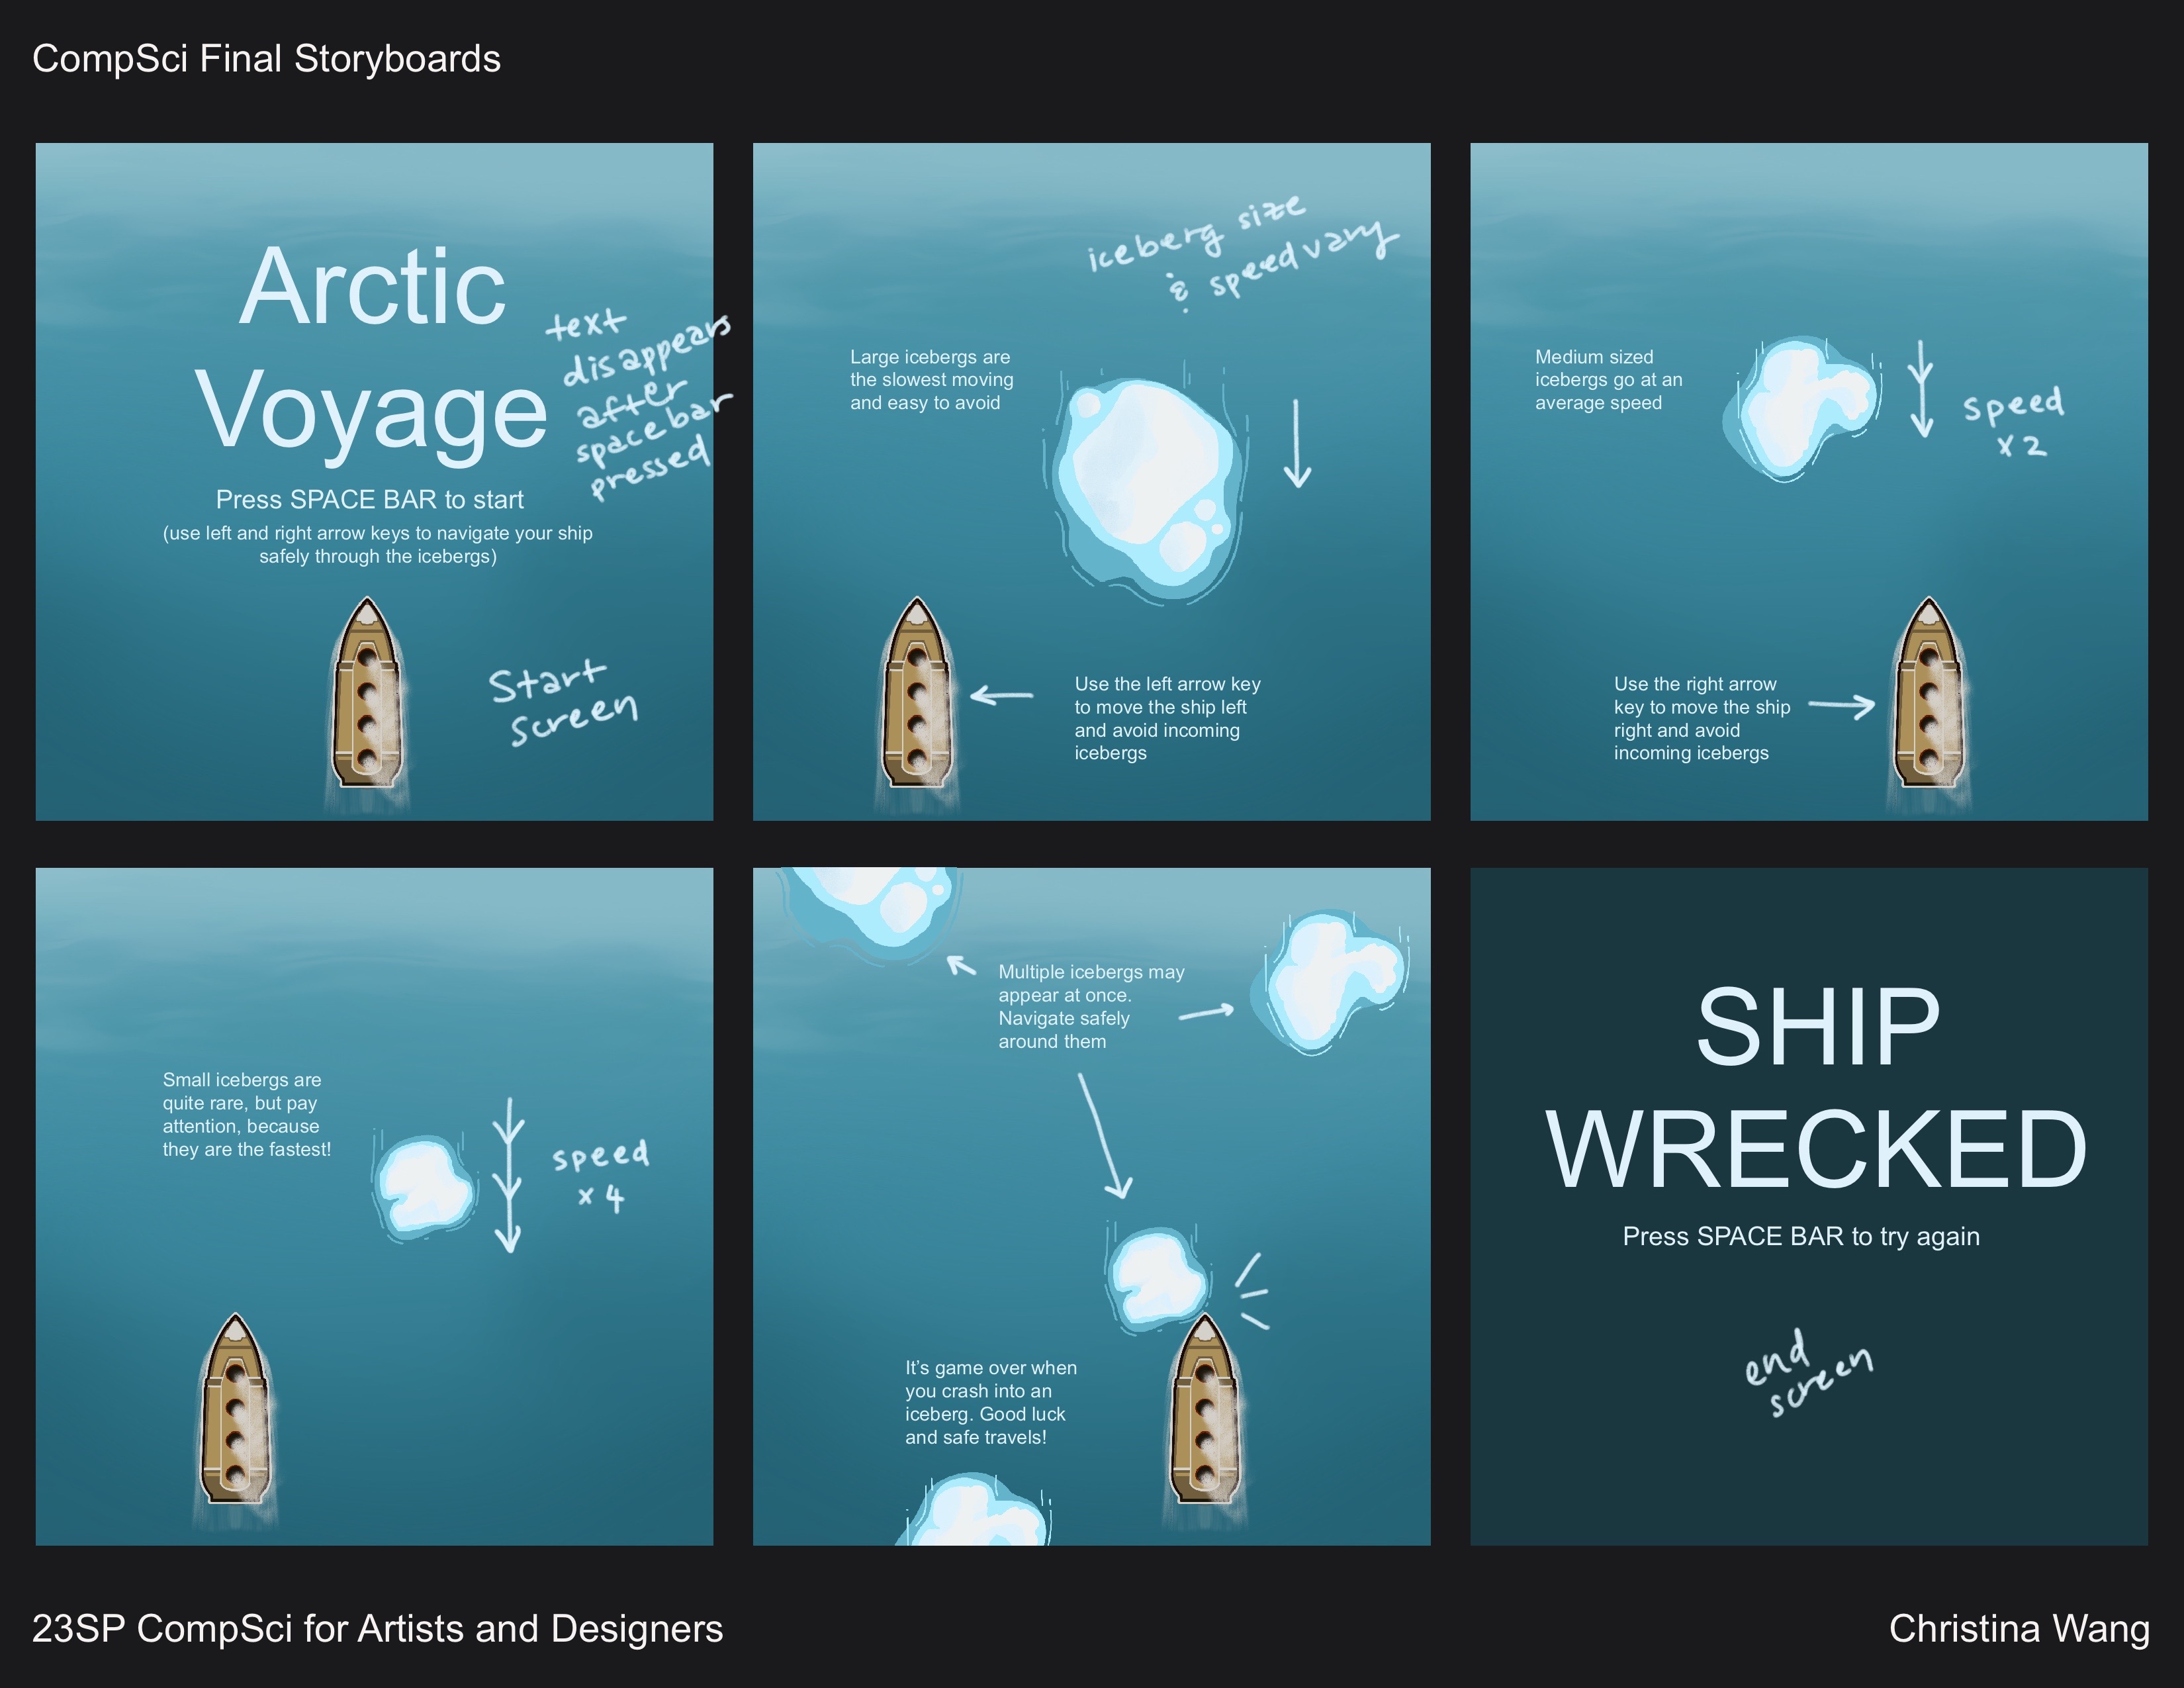 CompSci Final Storyboards
Arctic
Voyage
text
disappears
after
space bar
pressed
Press SPACE BAR to start
(use left and right arrow keys to navigate your ship
safely through the icebergs)
Start
screen
iceberg size
& speed vary
Large icebergs are
the slowest moving
and easy to avoid
Use the left arrow key
to move the ship left
and avoid incoming
icebergs
Medium sized
icebergs go at an
average speed
speed
x 2
Use the right arrow
key to move the ship
right and avoid
incoming icebergs
Small icebergs are
quite rare, but pay
attention, because
they are the fastest!
speed
x 4
Multiple icebergs may
appear at once.
Navigate safely
around them
It’s game over when
you crash into an
iceberg. Good luck
and safe travels!
SHIP
WRECKED
Press SPACE BAR to try again
end
screen
23SP CompSci for Artists and Designers
Christina Wang